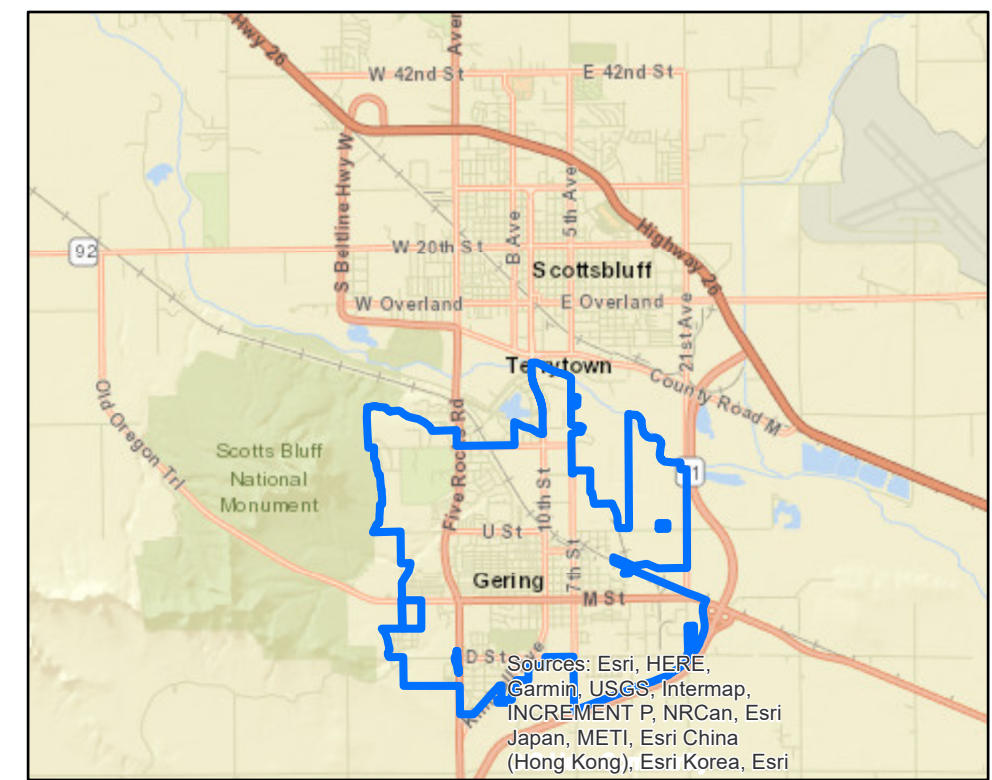 Hwy 26
Aven
W 42nd St
E 42nd St
S Beltline Hwy W
5th Ave
B Ave
Highway 26
92
W 20th St
Scottsbluff
W Overland
E Overland
21st Ave
Terrytown
County Road M
Old Oregon Trl
Five Rocks Rd
Scotts Bluff
National
Monument
10th St
U St
7th St
Gering
M St
D St
Sources: Esri, HERE,
Garmin, USGS, Intermap,
INCREMENT P, NRCan, Esri
Japan, METI, Esri China
(Hong Kong), Esri Korea, Esri